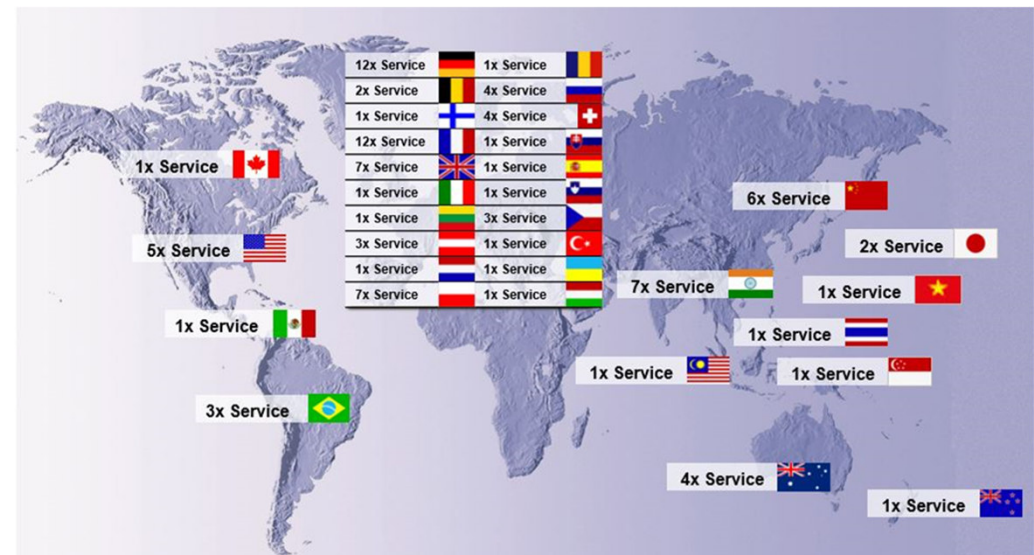 12x Service 1x Service
2x Service 4x Service
1x Service 4x Service
12x Service 1x Service
7x Service 1x Service
1x Service 1x Service
1x Service 3x Service
3x Service 1x Service
1x Service 1x Service
7x Service 1x Service
1x Service
5x Service
1x Service
3x Service
6x Service
2x Service
7x Service
1x Service
1x Service
1x Service
1x Service
4x Service
1x Service